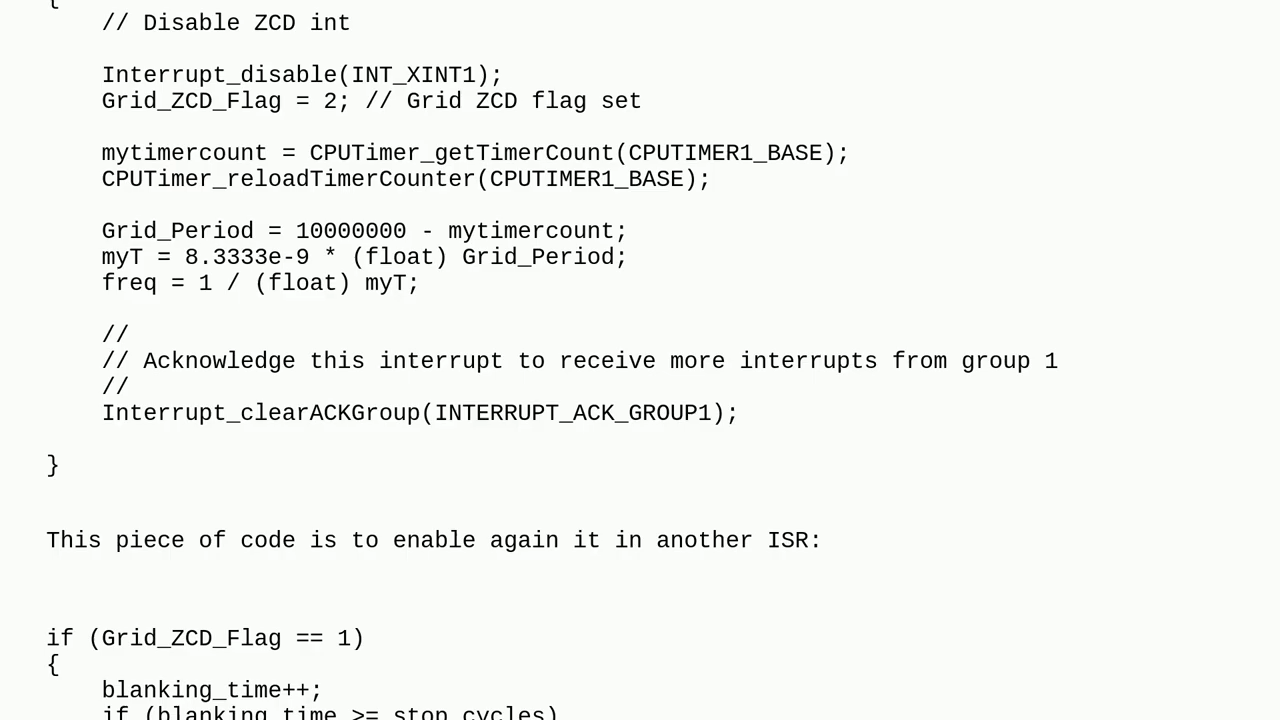 {
// Disable ZCD int
Interrupt_disable(INT_XINT1);
Grid_ZCD_Flag = 2; // Grid ZCD flag set
mytimercount = CPUTimer_getTimerCount(CPUTIMER1_BASE);
CPUTimer_reloadTimerCounter(CPUTIMER1_BASE);
Grid_Period = 10000000 - mytimercount;
myT = 8.3333e-9 * (float) Grid_Period;
freq = 1 / (float) myT;
//
// Acknowledge this interrupt to receive more interrupts from group 1
//
Interrupt_clearACKGroup(INTERRUPT_ACK_GROUP1);
}
This piece of code is to enable again it in another ISR:
if (Grid_ZCD_Flag == 1)
{
blanking_time++;
if (blanking_time >= stop_cycles)